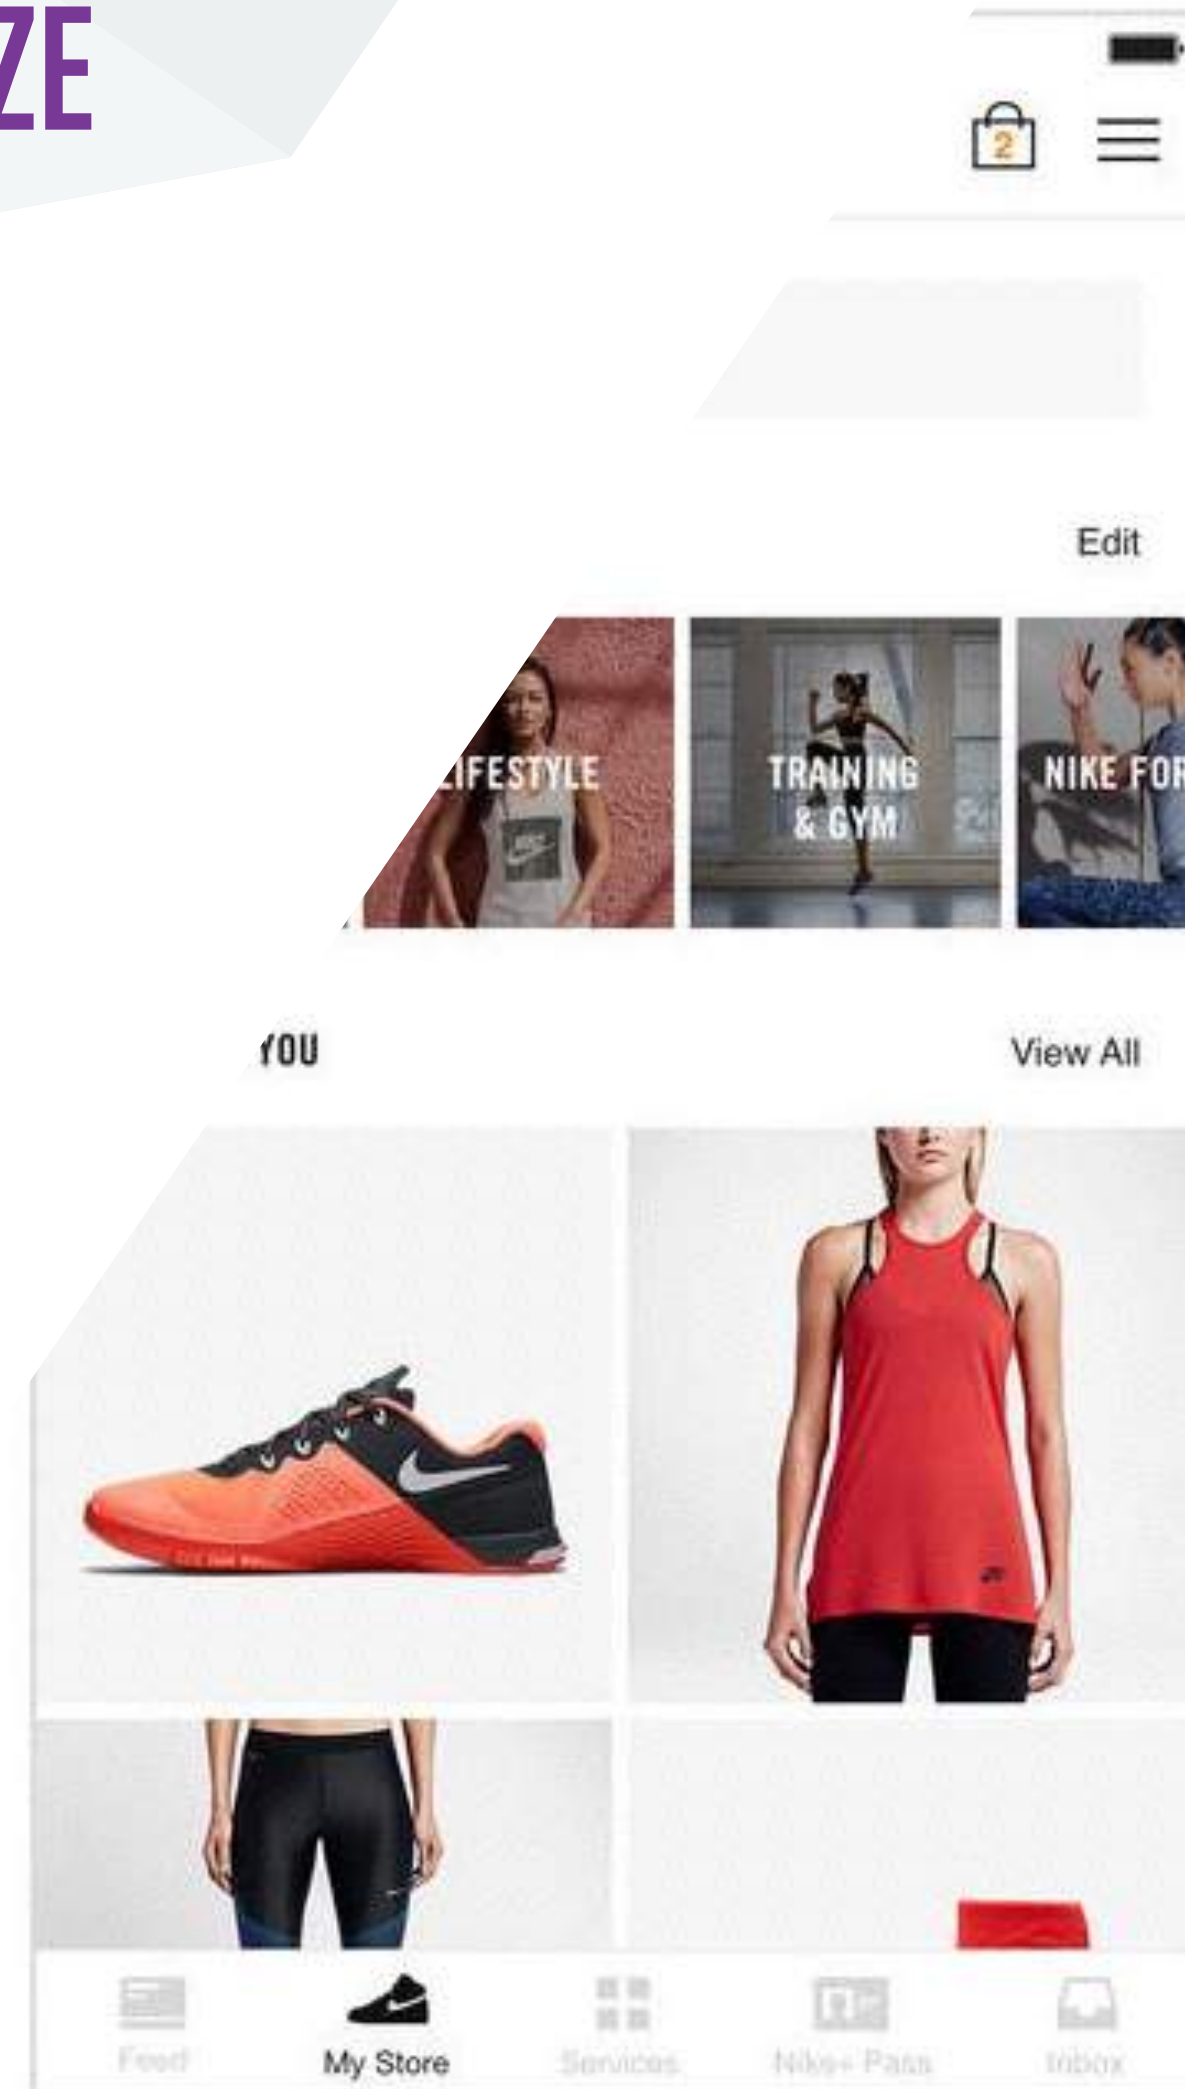 ZE
2
Edit
LIFESTYLE
TRAINING
& GYM
NIKE FOR
YOU
View All
Feed
My Store
Services
Nike+ Pass
Inbox